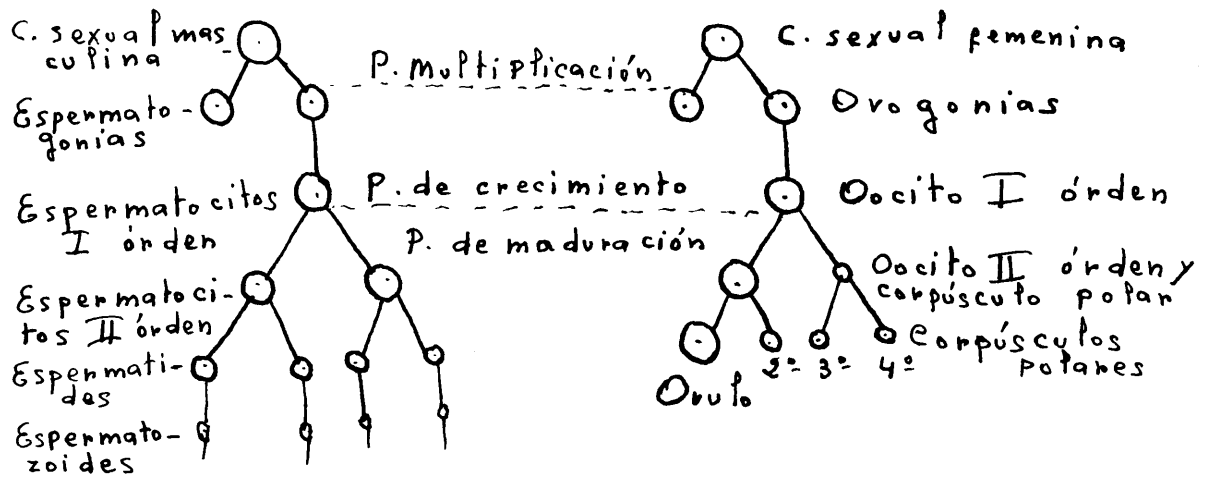 C. sexual mas_
culina
Espermato-
gonias
Espermatocitos
I órden
Espermatoci-
tos II órden
Espermati-
des
Espermato-
zoides
P. multiplicación
P. de crecimiento
P. de maduración
C. sexual femenina
Ovogonias
Oocito I órden
Oocito II órden y
corpúsculo polar
Corpúsculos
polares
2º 3º 4º
Ovulo